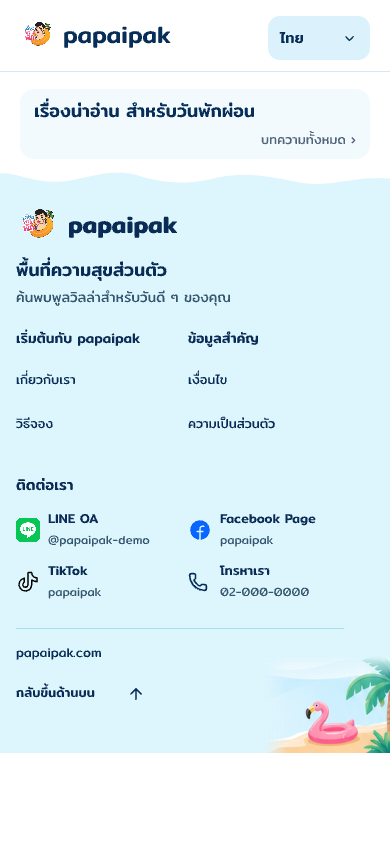 papaipak
ไทย
เรื่องน่าอ่าน สำหรับวันพักผ่อน
บทความทั้งหมด ›
papaipak
พื้นที่ความสุขส่วนตัว
ค้นพบพูลวิลล่าสำหรับวันดี ๆ ของคุณ
เริ่มต้นกับ papaipak
ข้อมูลสำคัญ
เกี่ยวกับเรา
เงื่อนไข
วิธีจอง
ความเป็นส่วนตัว
ติดต่อเรา
LINE OA
@papaipak-demo
Facebook Page
papaipak
TikTok
papaipak
โทรหาเรา
02-000-0000
papaipak.com
กลับขึ้นด้านบน